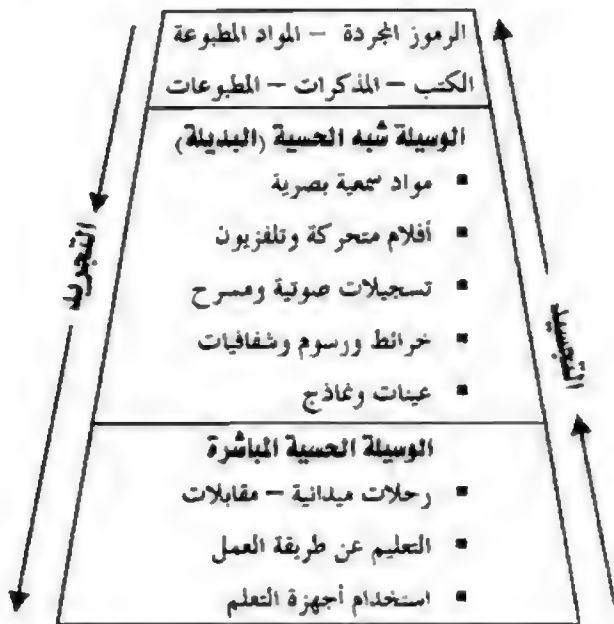 الرموز المجردة – المواد المطبوعة
الكتب – المذكرات – المطبوعات
الوسيلة شبه الحسية (البديلة)
▪ مواد سمعية بصرية
▪ أفلام متحركة وتلفزيون
▪ تسجيلات صوتية ومسرح
▪ خرائط ورسوم وشفافيات
▪ عينات ونماذج
الوسيلة الحسية المباشرة
▪ رحلات ميدانية – مقابلات
▪ التعليم عن طريقة العمل
▪ استخدام أجهزة التعلم
التجسيد
التجريد